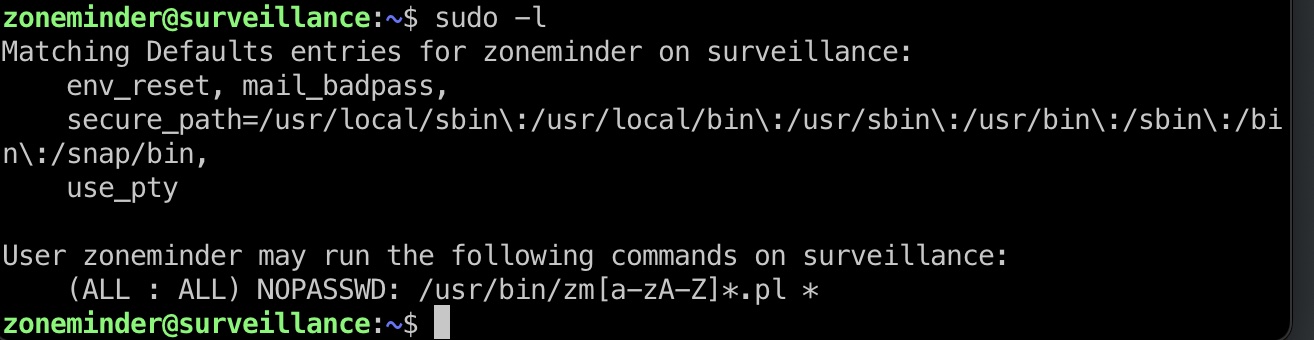 zoneminder@surveillance:~$ sudo -l
Matching Defaults entries for zoneminder on surveillance:
    env_reset, mail_badpass,
    secure_path=/usr/local/sbin\:/usr/local/bin\:/usr/sbin\:/usr/bin\:/sbin\:/bi
n\:/snap/bin,
    use_pty

User zoneminder may run the following commands on surveillance:
    (ALL : ALL) NOPASSWD: /usr/bin/zm[a-zA-Z]*.pl *
zoneminder@surveillance:~$